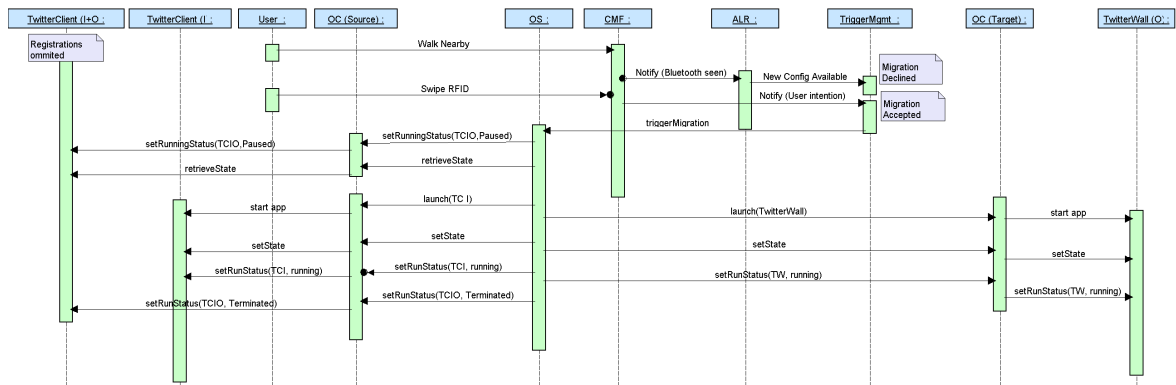 TwitterClient (I+O :
TwitterClient (I :
User :
OC (Source) :
OS :
CMF :
ALR :
TriggerMgmt :
OC (Target) :
TwitterWall (O) :
Registrations
ommited
Walk Nearby
Notify (Bluetooth seen)
New Config Available
Migration
Declined
Swipe RFID
Notify (User intention)
Migration
Accepted
triggerMigration
setRunningStatus(TCIO,Paused)
setRunningStatus(TCIO,Paused)
retrieveState
retrieveState
launch(TC I)
start app
launch(TwitterWall)
start app
setState
setState
setState
setState
setRunStatus(TCI, running)
setRunStatus(TCI, running)
setRunStatus(TW, running)
setRunStatus(TW, running)
setRunStatus(TCIO, Terminated)
setRunStatus(TCIO, Terminated)